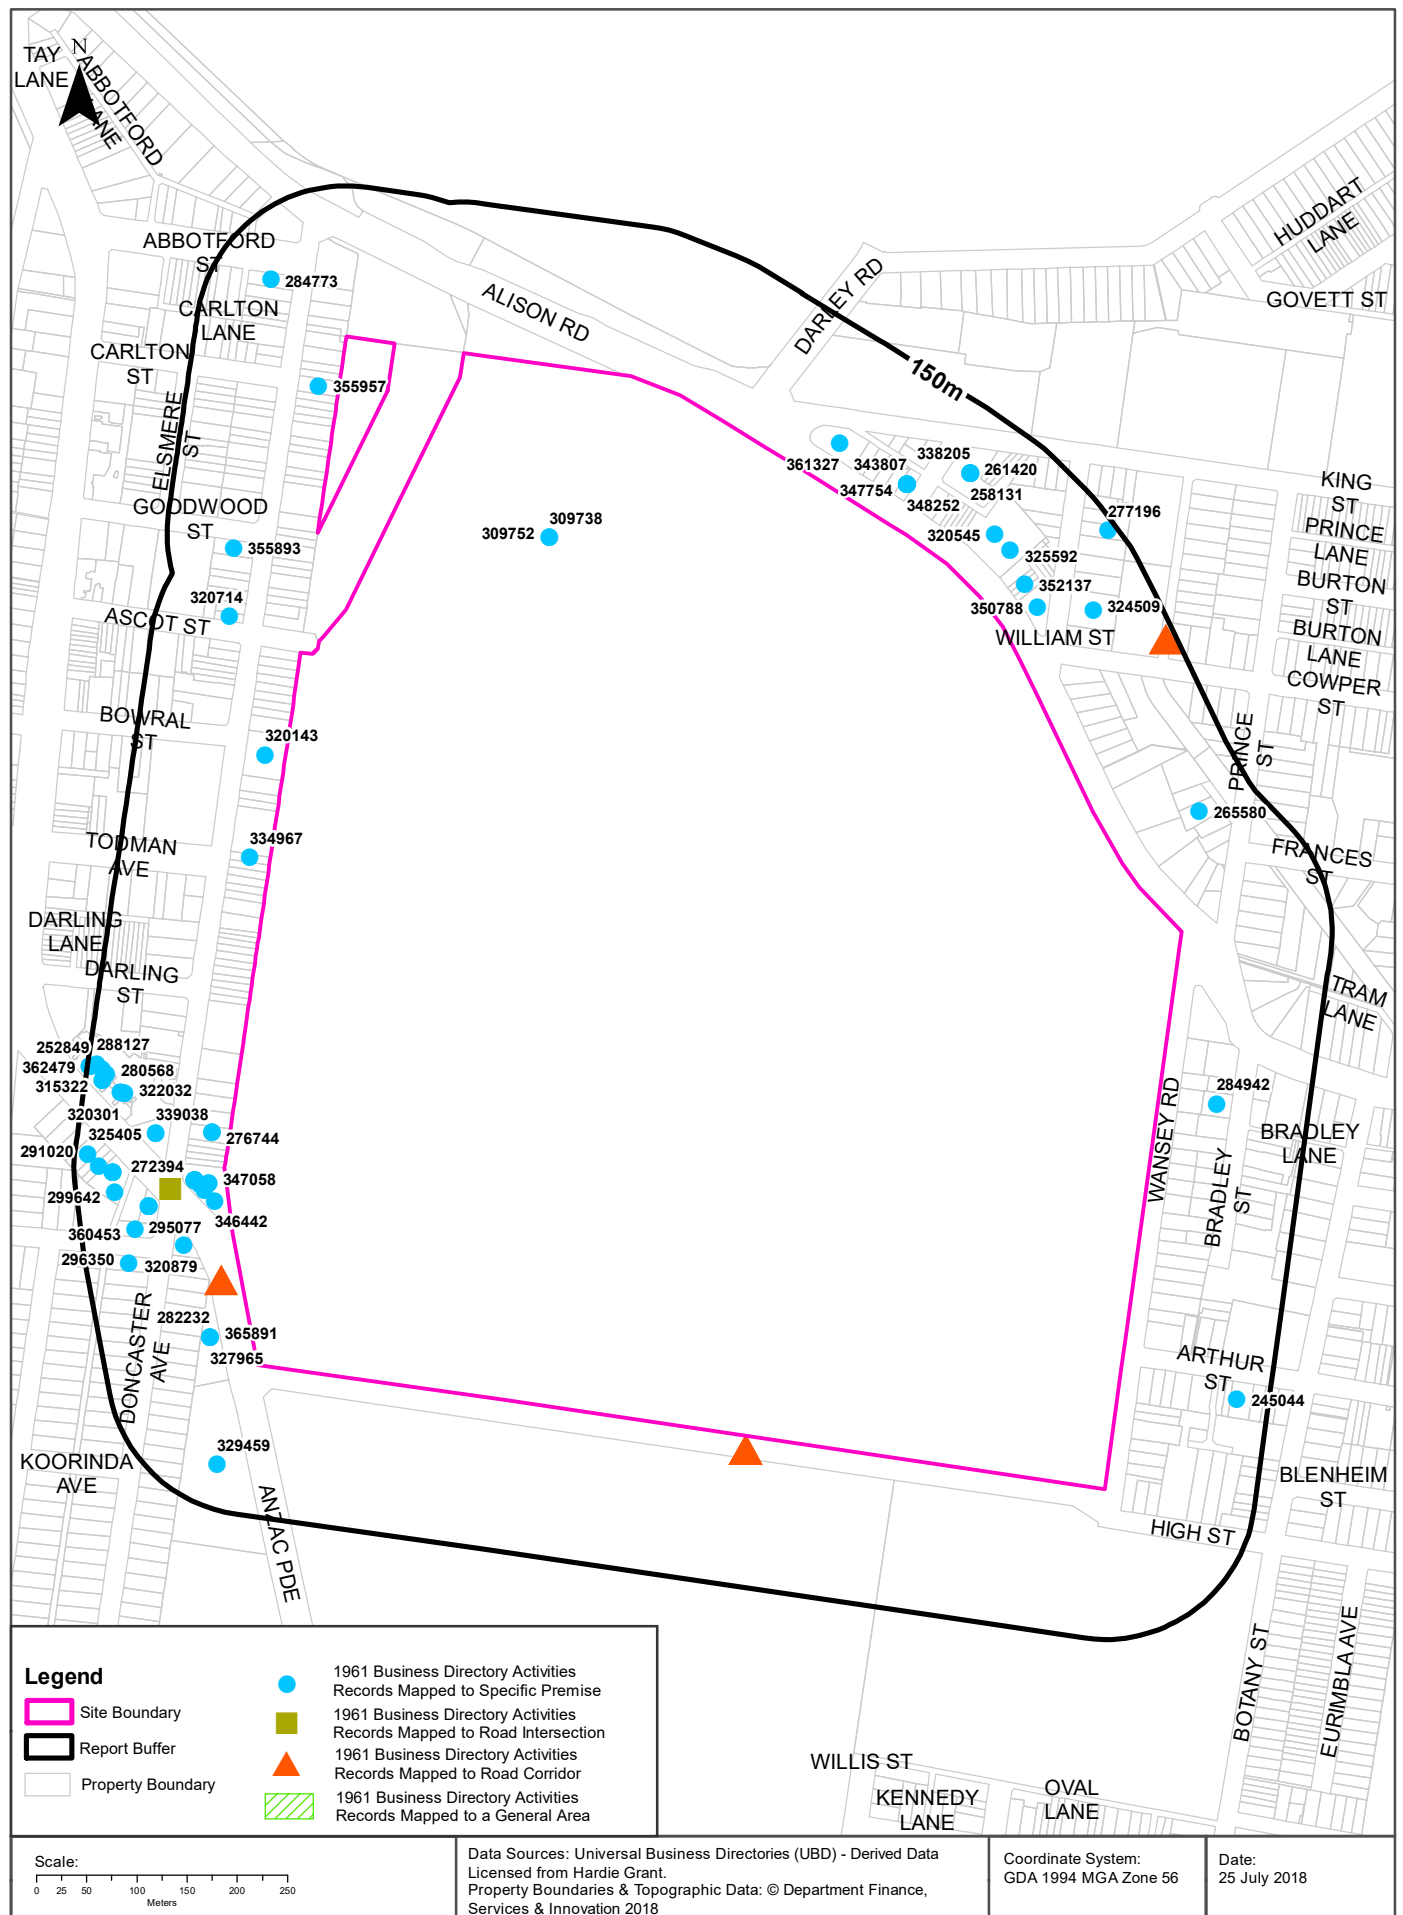 TAY
LANE
N
ABBOTFORD
LANE
HUDDART
LANE
ABBOTFORD
ST
284773
DARLEY RD
GOVETT ST
ALISON RD
CARLTON
LANE
CARLTON
ST
355957
150m
ELSMERE
ST
361327
343807
338205
261420
347754
258131
348252
KING
ST
GOODWOOD
ST
309738
309752
277196
PRINCE
LANE
355893
320545
325592
BURTON
ST
320714
352137
350788
324509
ASCOT ST
WILLIAM ST
BURTON
LANE
COWPER
ST
BOWRAL
ST
320143
PRINCE
ST
265580
TODMAN
AVE
334967
FRANCES
ST
DARLING
LANE
DARLING
ST
TRAM
LANE
252849
288127
362479
280568
315322
322032
320301
339038
325405
276744
291020
272394
347058
299642
346442
360453
295077
296350
320879
WANSEY RD
284942
BRADLEY
LANE
BRADLEY
ST
282232
365891
327965
DONCASTER
AVE
ARTHUR
ST
245044
329459
KOORINDA
AVE
ANZAC PDE
BLENHEIM
ST
HIGH ST
BOTANY ST
EURIMBLA AVE
WILLIS ST
KENNEDY
LANE
OVAL
LANE
Legend
Site Boundary
Report Buffer
Property Boundary
1961 Business Directory Activities
Records Mapped to Specific Premise
1961 Business Directory Activities
Records Mapped to Road Intersection
1961 Business Directory Activities
Records Mapped to Road Corridor
1961 Business Directory Activities
Records Mapped to a General Area
Scale:
0 25 50 100 150 200 250
Meters
Data Sources: Universal Business Directories (UBD) - Derived Data
Licensed from Hardie Grant.
Property Boundaries & Topographic Data: © Department Finance,
Services & Innovation 2018
Coordinate System:
GDA 1994 MGA Zone 56
Date:
25 July 2018